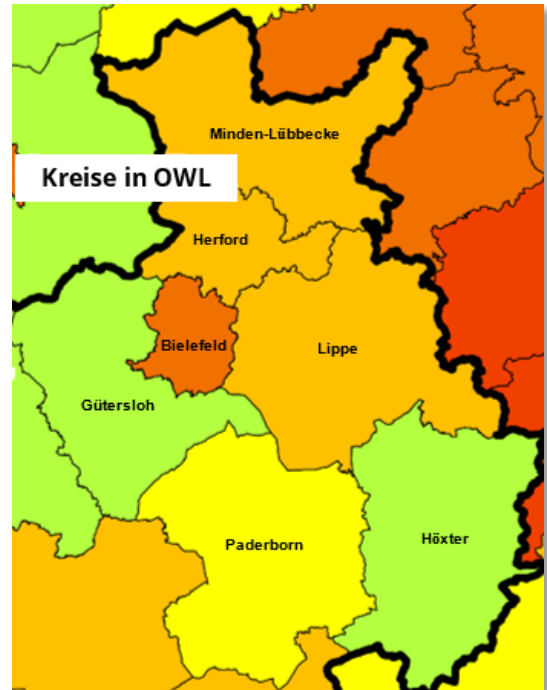 Minden-Lübbecke
Kreise in OWL
Herford
Bielefeld
Lippe
Gütersloh
Paderborn
Höxter